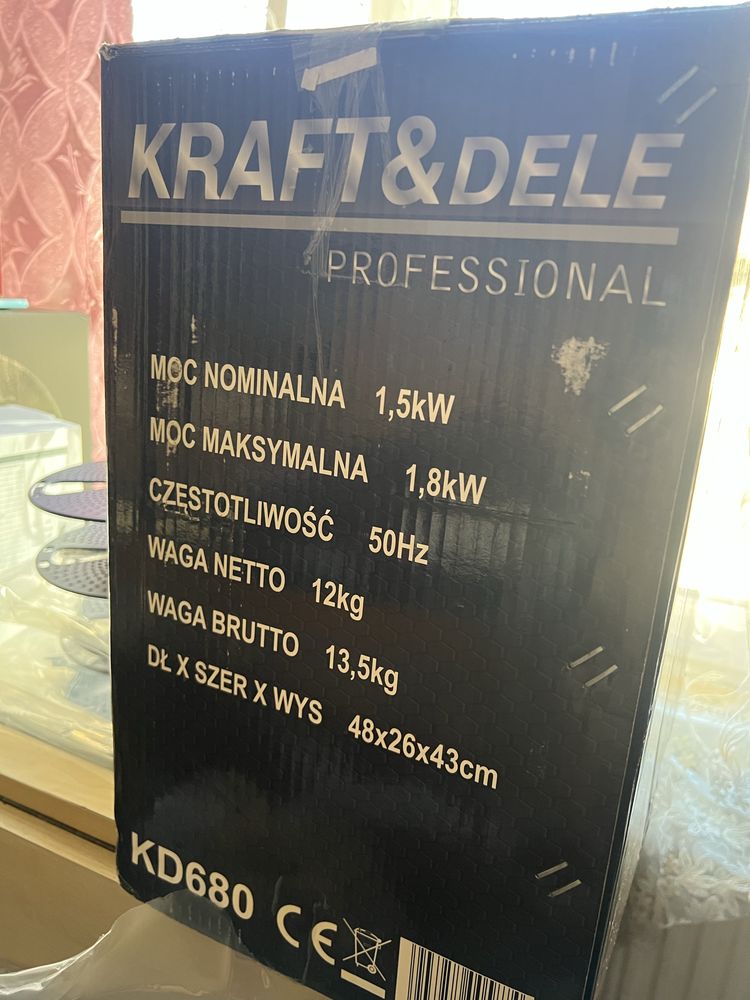 KRAFT&DELE
PROFESSIONAL
MOC NOMINALNA 1,5kW
MOC MAKSYMALNA 1,8kW
CZĘSTOTLIWOŚĆ 50Hz
WAGA NETTO 12kg
WAGA BRUTTO 13,5kg
DŁ X SZER X WYS 48x26x43cm
KD680 CE